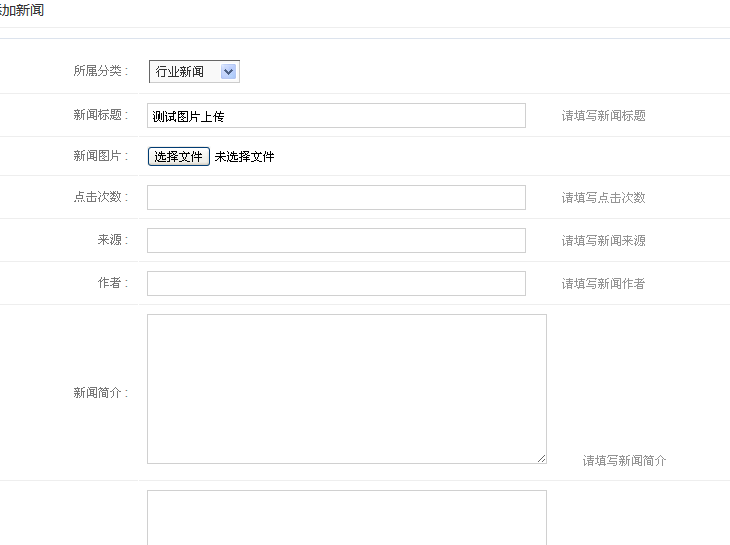 加新闻
所属分类 : 行业新闻
新闻标题 : 测试图片上传 请填写新闻标题
新闻图片 : 选择文件 未选择文件
点击次数 : 请填写点击次数
来源 : 请填写新闻来源
作者 : 请填写新闻作者
新闻简介 : 请填写新闻简介